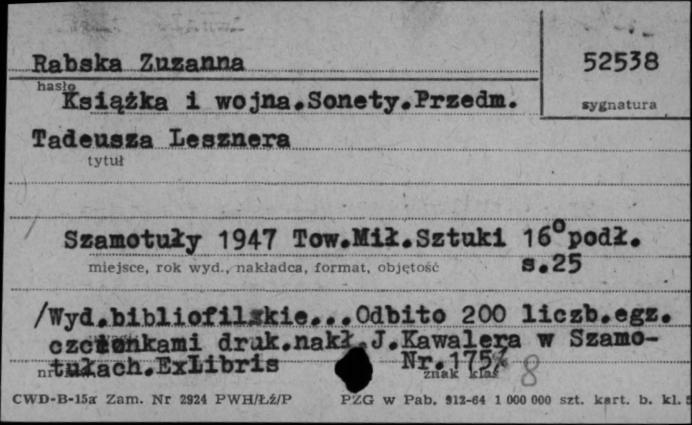 Rabska Zuzanna
52538
hasło
Książka i wojna.Sonety.Przedm.
sygnatura
Tadeusza Lesznera
tytuł
Szamotuły 1947 Tow.Mił.Sztuki 16°podł.
miejsce, rok wyd., nakładca, format, objętość
s.25
/Wyd.bibliofilskie...Odbito 200 liczb.egz.
czcionkami druk.nakł.J.Kawalera w Szamo-
tułach.ExLibris Nr.175/
znak klas 8
CWD-B-15a Zam. Nr 2924 PWH/Łź/P PZG w Pab. 912-64 1 000 000 szt. kart. b. kl.